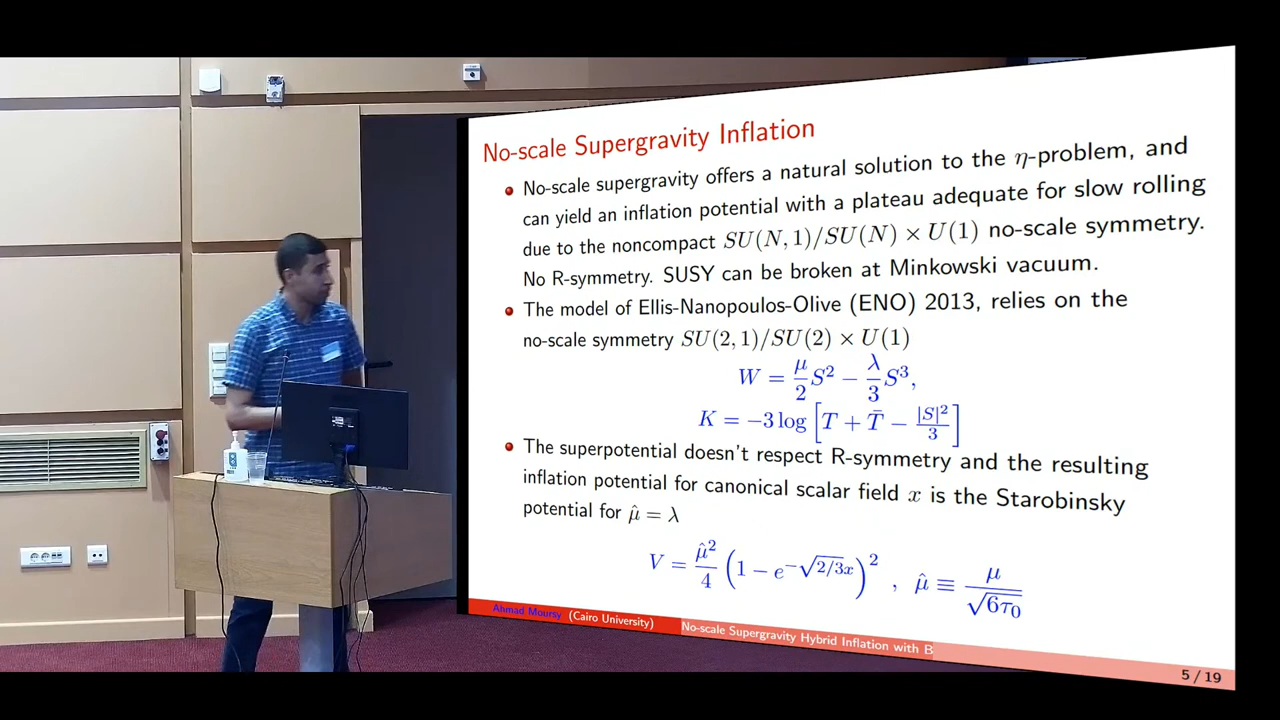 No-scale Supergravity Inflation
No-scale supergravity offers a natural solution to the η-problem, and
can yield an inflation potential with a plateau adequate for slow rolling
due to the noncompact SU(N, 1)/SU(N) × U(1) no-scale symmetry.
No R-symmetry. SUSY can be broken at Minkowski vacuum.
The model of Ellis-Nanopoulos-Olive (ENO) 2013, relies on the
no-scale symmetry SU(2, 1)/SU(2) × U(1)
W = μ/2 S² − λ/3 S³,
K = −3 log [T + T̄ − |S|²/3]
The superpotential doesn't respect R-symmetry and the resulting
inflation potential for canonical scalar field x is the Starobinsky
potential for μ̂ = λ
V = μ̂²/4 (1 − e^{−√(2/3)x})² , μ̂ ≡ μ/√(6τ₀)
Ahmad Moursy (Cairo University) No-scale Supergravity Hybrid Inflation with B
5 / 19